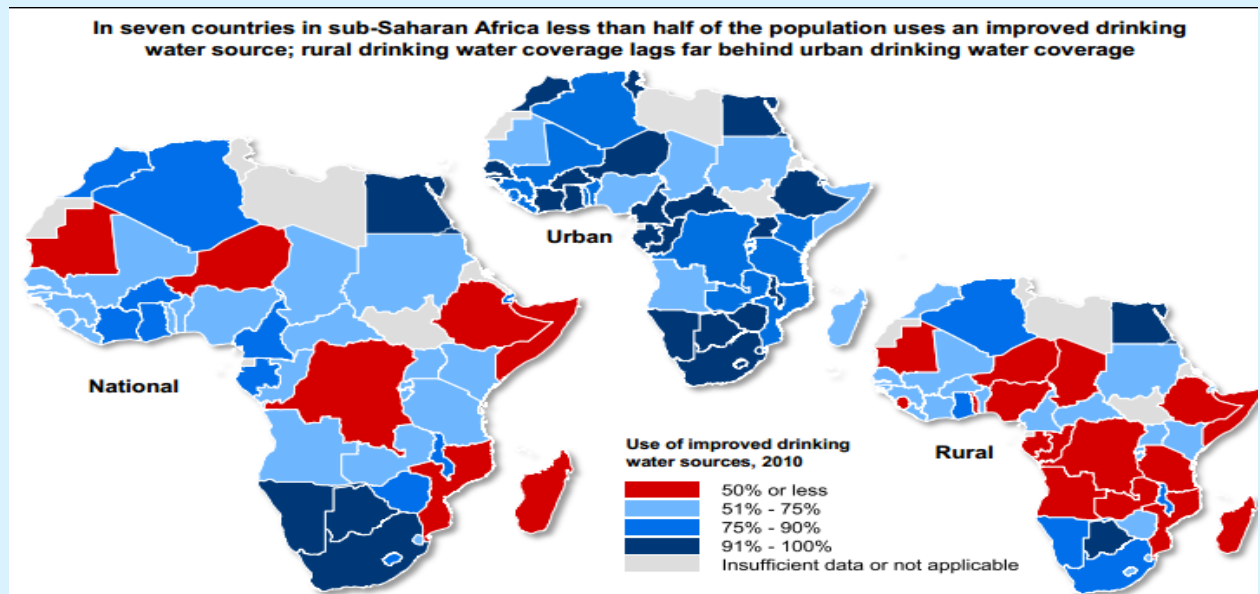 In seven countries in sub-Saharan Africa less than half of the population uses an improved drinking
water source; rural drinking water coverage lags far behind urban drinking water coverage
Urban
National
Rural
Use of improved drinking
water sources, 2010
50% or less
51% - 75%
75% - 90%
91% - 100%
Insufficient data or not applicable